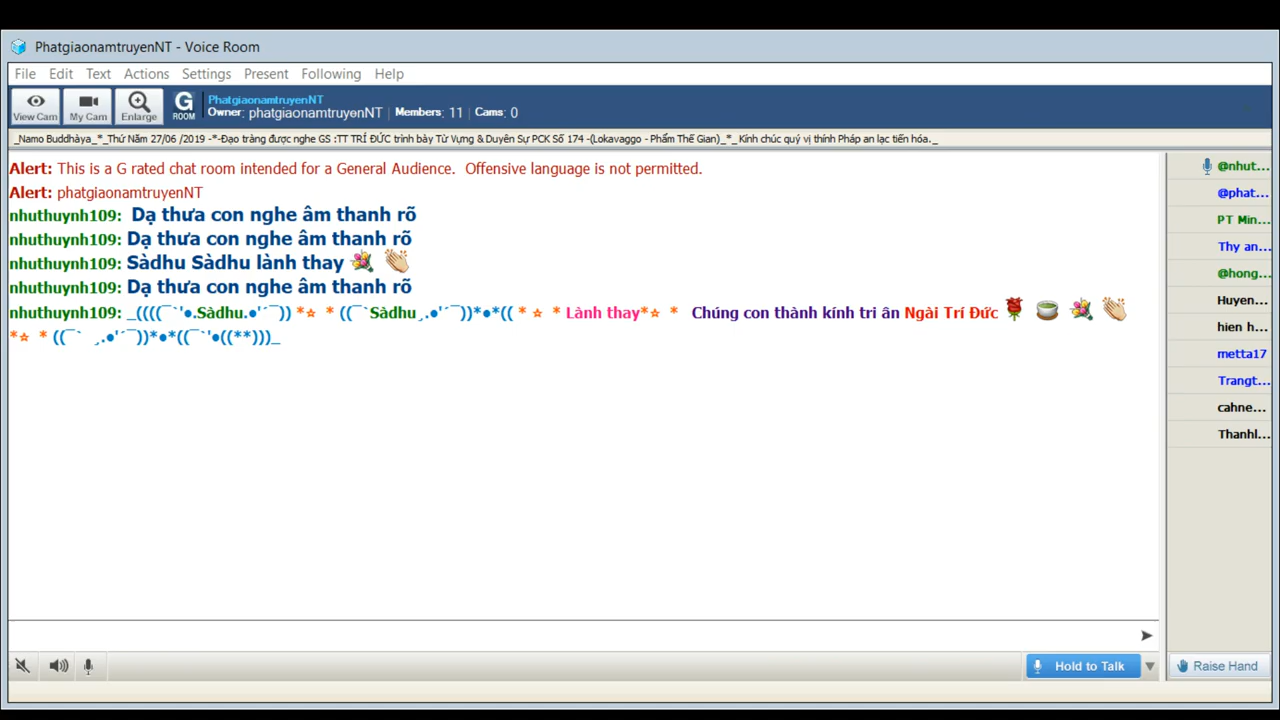 PhatgiaonamtruyenNT - Voice Room
File Edit Text Actions Settings Present Following Help
View Cam My Cam Enlarge G ROOM PhatgiaonamtruyenNT
Owner: phatgiaonamtruyenNT Members: 11 Cams: 0
_Namo Buddhàya_*_Thứ Năm 27/06 /2019 -*-Đạo tràng được nghe GS :TT TRÍ ĐỨC trình bày Từ Vựng & Duyên Sự PCK Số 174 -(Lokavaggo - Phẩm Thế Gian)_*_Kính chúc quý vị thính Pháp an lạc tiến hóa._
Alert: This is a G rated chat room intended for a General Audience. Offensive language is not permitted.
Alert: phatgiaonamtruyenNT
nhuthuynh109: Dạ thưa con nghe âm thanh rõ
nhuthuynh109: Dạ thưa con nghe âm thanh rõ
nhuthuynh109: Sàdhu Sàdhu lành thay 💐 👏
nhuthuynh109: Dạ thưa con nghe âm thanh rõ
nhuthuynh109: _((((¯`'●.Sàdhu.●'´¯)) *☆ * ((¯`Sàdhu¸.●'´¯))*●*(( * ☆ * Lành thay*☆ * Chúng con thành kính tri ân Ngài Trí Đức 🌹 🍵 💐 👏
*☆ * ((¯` ¸.●'´¯))*●*((¯`'●((**)))_
@nhut...
@phat...
PT Min...
Thy an...
@hong...
Huyen...
hien h...
metta17
Trangt...
cahne...
Thanhl...
Hold to Talk
Raise Hand